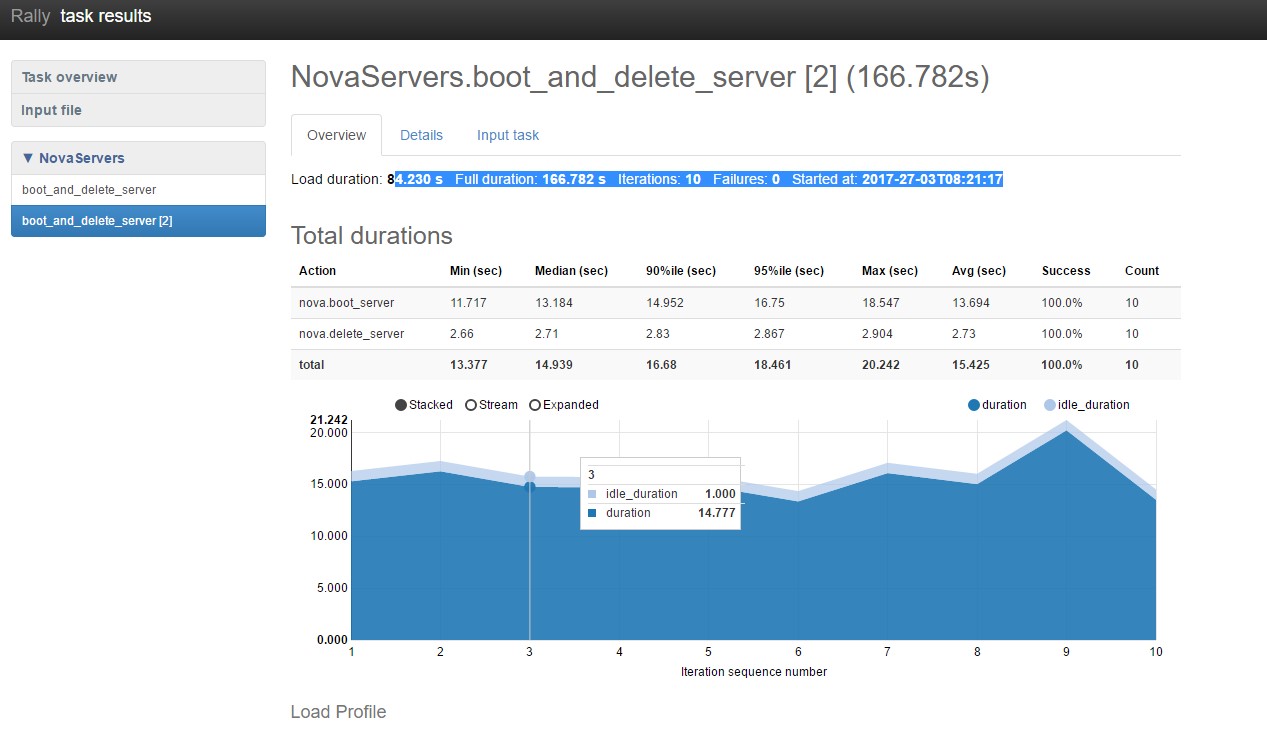 Rally task results
Task overview
Input file
▼ NovaServers
boot_and_delete_server
boot_and_delete_server [2]
NovaServers.boot_and_delete_server [2] (166.782s)
Overview Details Input task
Load duration: 84.230 s Full duration: 166.782 s Iterations: 10 Failures: 0 Started at: 2017-27-03T08:21:17
Total durations
Action Min (sec) Median (sec) 90%ile (sec) 95%ile (sec) Max (sec) Avg (sec) Success Count
nova.boot_server 11.717 13.184 14.952 16.75 18.547 13.694 100.0% 10
nova.delete_server 2.66 2.71 2.83 2.867 2.904 2.73 100.0% 10
total 13.377 14.939 16.68 18.461 20.242 15.425 100.0% 10
Stacked Stream Expanded duration idle_duration
21.242
20.000
15.000
10.000
5.000
0.000
3
idle_duration 1.000
duration 14.777
1 2 3 4 5 6 7 8 9 10
Iteration sequence number
Load Profile